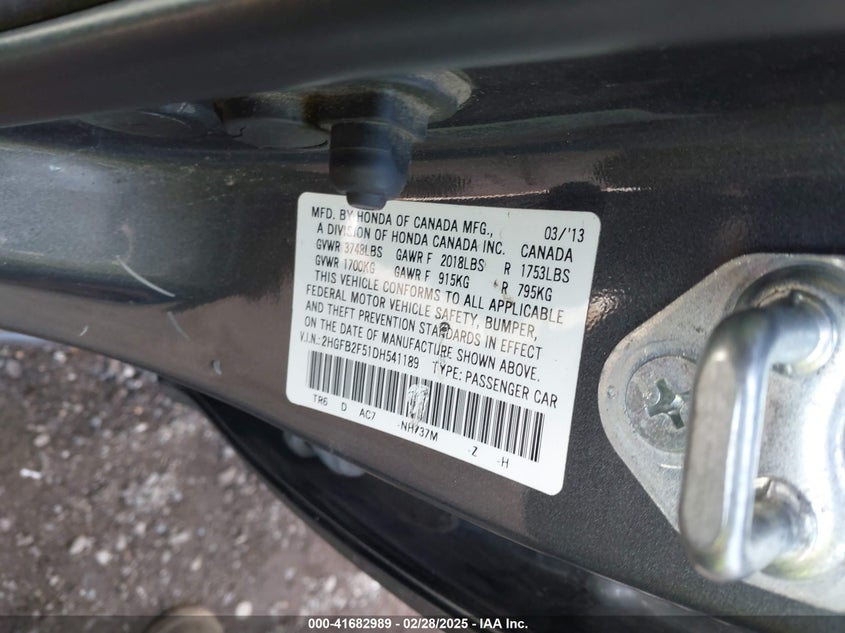 MFD. BY HONDA OF CANADA MFG., 03/'13
A DIVISION OF HONDA CANADA INC. CANADA
GVWR 3748LBS GAWR F 2018LBS R 1753LBS
GVWR 1700KG GAWR F 915KG R 795KG
THIS VEHICLE CONFORMS TO ALL APPLICABLE
FEDERAL MOTOR VEHICLE SAFETY, BUMPER,
AND THEFT PREVENTION STANDARDS IN EFFECT
ON THE DATE OF MANUFACTURE SHOWN ABOVE.
V.I.N.: 2HGFB2F51DH541189 TYPE: PASSENGER CAR
TR6 D AC7 -NH737M -Z -H
000-41682989 - 02/28/2025 - IAA Inc.